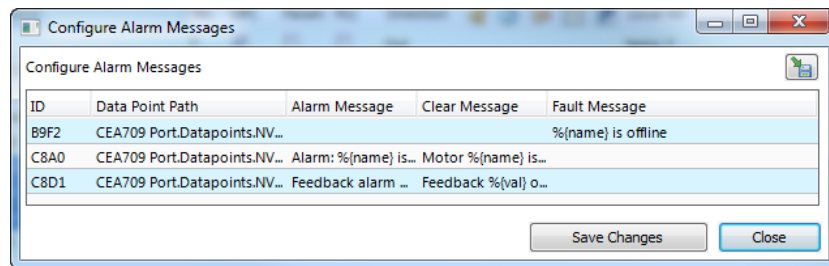 Configure Alarm Messages
Configure Alarm Messages
ID Data Point Path Alarm Message Clear Message Fault Message
B9F2 CEA709 Port.Datapoints.NV... %{name} is offline
C8A0 CEA709 Port.Datapoints.NV... Alarm: %{name} is... Motor %{name} is...
C8D1 CEA709 Port.Datapoints.NV... Feedback alarm ... Feedback %{val} o...
Save Changes Close